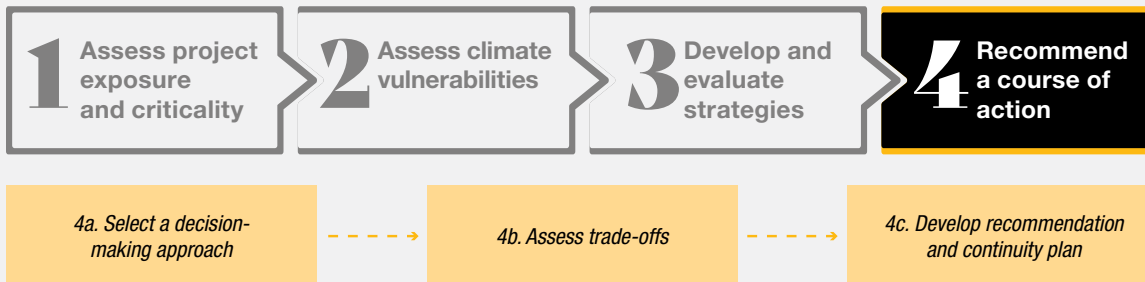 1 Assess project
exposure
and criticality
2 Assess climate
vulnerabilities
3 Develop and
evaluate
strategies
4 Recommend
a course of
action
4a. Select a decision-
making approach
4b. Assess trade-offs
4c. Develop recommendation
and continuity plan